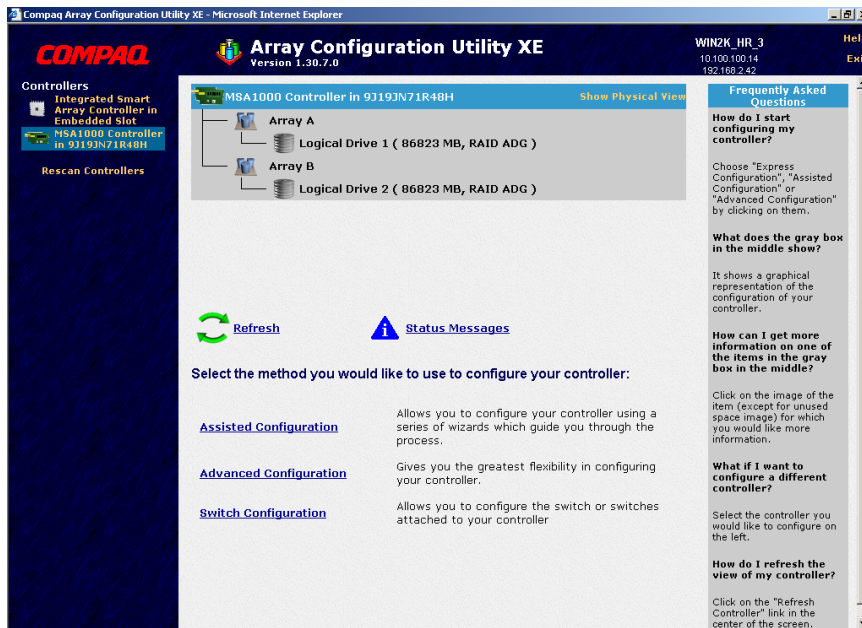 Compaq Array Configuration Utility XE - Microsoft Internet Explorer
COMPAQ
Array Configuration Utility XE
Version 1.30.7.0
WIN2K_HR_3
10.100.100.14
192.168.2.42
Controllers
Integrated Smart
Array Controller in
Embedded Slot
MSA1000 Controller
in 9J19JN71R48H
Rescan Controllers
MSA1000 Controller in 9J19JN71R48H
Show Physical View
Array A
Logical Drive 1 ( 86823 MB, RAID ADG )
Array B
Logical Drive 2 ( 86823 MB, RAID ADG )
Refresh
Status Messages
Select the method you would like to use to configure your controller:
Assisted Configuration
Allows you to configure your controller using a
series of wizards which guide you through the
process.
Advanced Configuration
Gives you the greatest flexibility in configuring
your controller.
Switch Configuration
Allows you to configure the switch or switches
attached to your controller
Frequently Asked
Questions
How do I start
configuring my
controller?
Choose "Express
Configuration", "Assisted
Configuration" or
"Advanced Configuration"
by clicking on them.
What does the gray box
in the middle show?
It shows a graphical
representation of the
configuration of your
controller.
How can I get more
information on one of
the items in the gray
box in the middle?
Click on the image of the
item (except for unused
space image) for which
you would like more
information.
What if I want to
configure a different
controller?
Select the controller you
would like to configure on
the left.
How do I refresh the
view of my controller?
Click on the "Refresh
Controller" link in the
center of the screen.